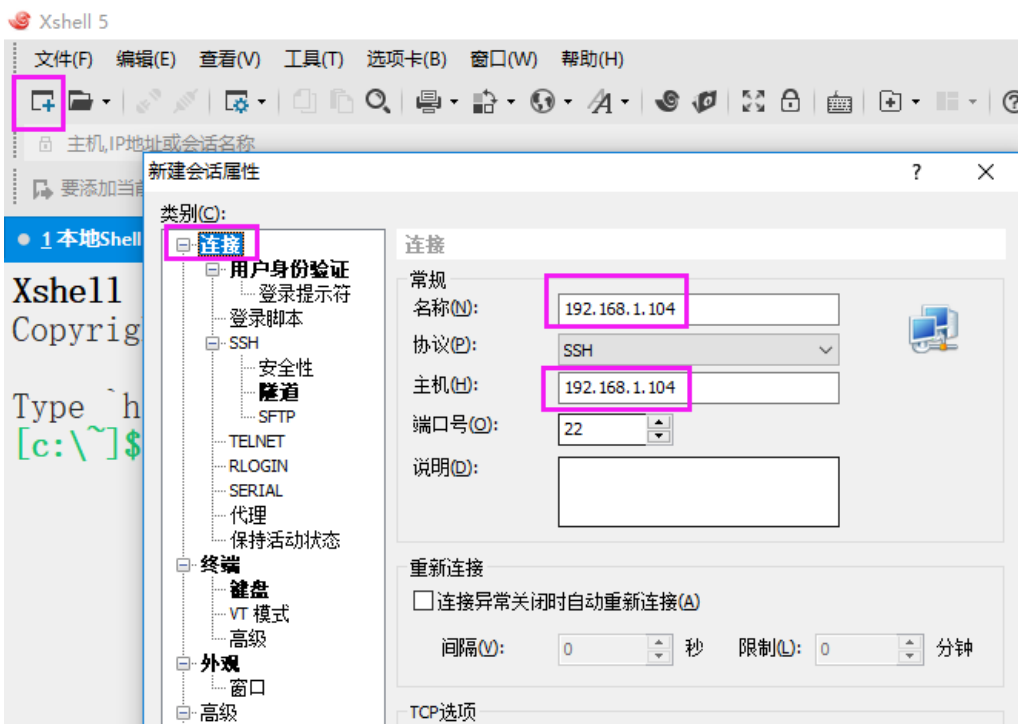 Xshell 5
文件(F) 编辑(E) 查看(V) 工具(T) 选项卡(B) 窗口(W) 帮助(H)
主机,IP地址或会话名称
要添加当前
1 本地Shell
Xshell
Copyrig
Type `h
[c:\~]$
新建会话属性
类别(C):
连接
用户身份验证
登录提示符
登录脚本
SSH
安全性
隧道
SFTP
TELNET
RLOGIN
SERIAL
代理
保持活动状态
终端
键盘
VT 模式
高级
外观
窗口
高级
连接
常规
名称(N): 192.168.1.104
协议(P): SSH
主机(H): 192.168.1.104
端口号(O): 22
说明(D):
重新连接
连接异常关闭时自动重新连接(A)
间隔(V): 0 秒 限制(L): 0 分钟
TCP选项